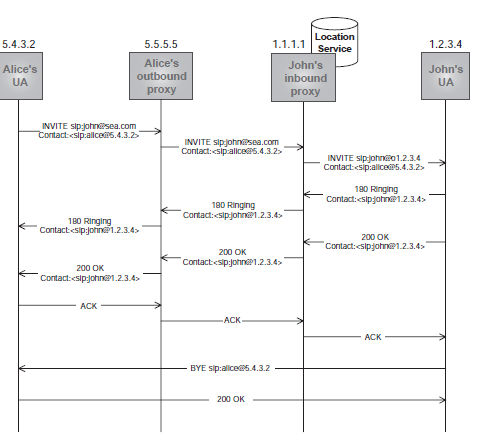 5.4.3.2
5.5.5.5
1.1.1.1
Location
Service
1.2.3.4
Alice's
UA
Alice's
outbound
proxy
John's
inbound
proxy
John's
UA
INVITE sip:john@sea.com
Contact:<sip:alice@5.4.3.2>
INVITE sip:john@sea.com
Contact:<sip:alice@5.4.3.2>
INVITE sip:john@o1.2.3.4
Contact:<sip:alice@5.4.3.2>
180 Ringing
Contact:<sip:john@1.2.3.4>
180 Ringing
Contact:<sip:john@1.2.3.4>
180 Ringing
Contact:<sip:john@1.2.3.4>
200 OK
Contact:<sip:john@1.2.3.4>
200 OK
Contact:<sip:john@1.2.3.4>
200 OK
Contact:<sip:john@1.2.3.4>
ACK
ACK
ACK
BYE sip:alice@5.4.3.2
200 OK